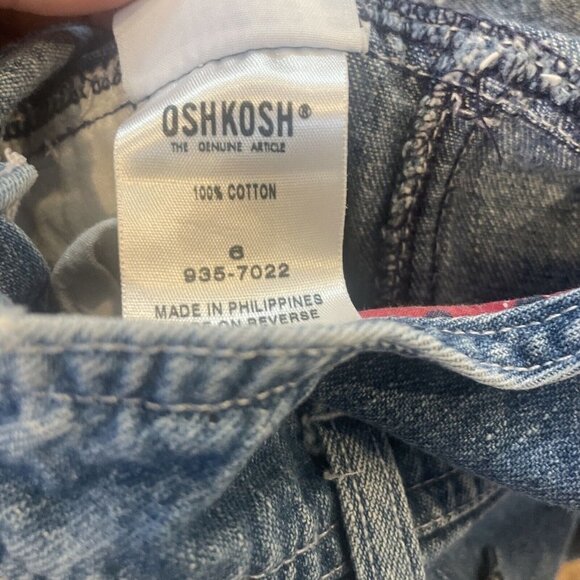 OSHKOSH®
THE GENUINE ARTICLE
100% COTTON
6
935-7022
MADE IN PHILIPPINES
ON REVERSE